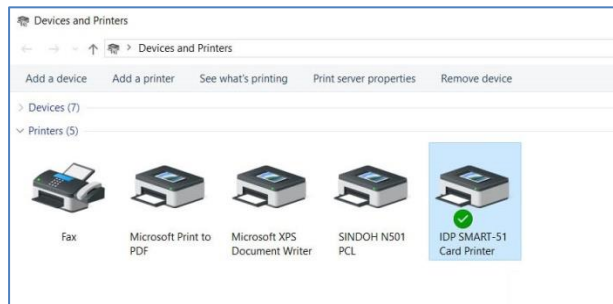 Devices and Printers
Devices and Printers
Add a device Add a printer See what's printing Print server properties Remove device
Devices (7)
Printers (5)
Fax
Microsoft Print to
PDF
Microsoft XPS
Document Writer
SINDOH N501
PCL
IDP SMART-51
Card Printer